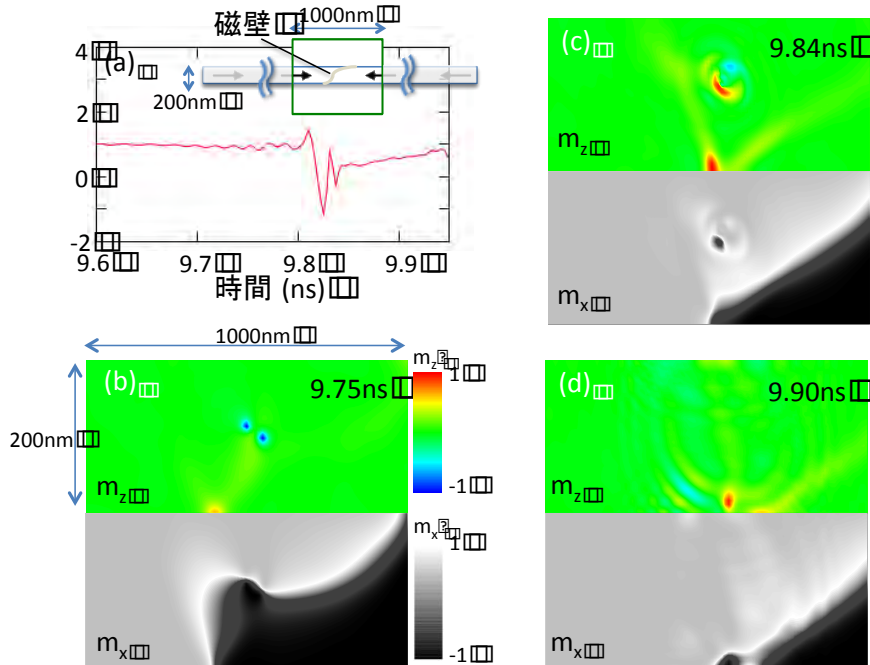 磁壁
1000nm
4
(a)
200nm
2
0
-2
9.6 9.7 9.8 9.9
時間 (ns)
1000nm
(b)
9.75ns
200nm
m_z
m_z
1
-1
m_x
1
-1
m_x
(c)
9.84ns
m_z
m_x
(d)
9.90ns
m_z
m_x